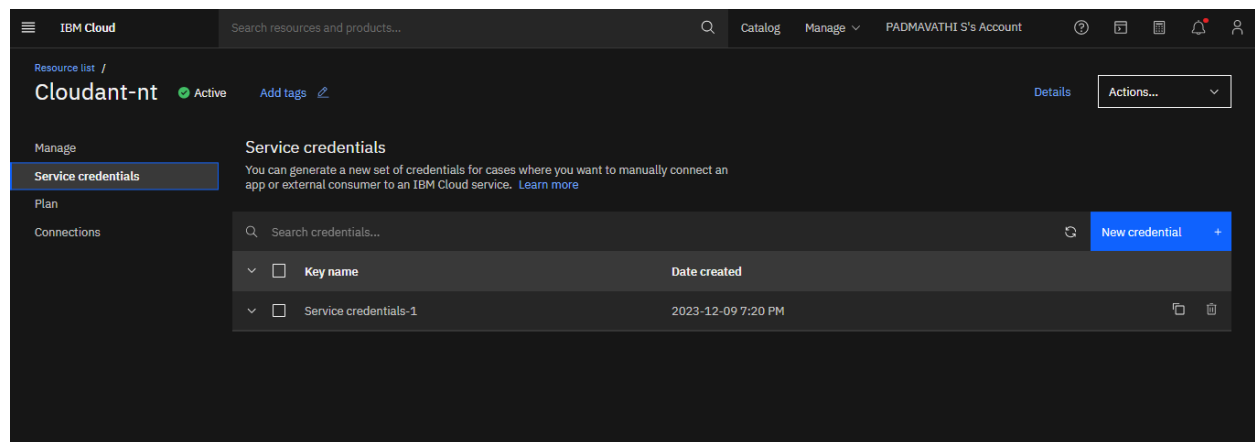 IBM Cloud
Search resources and products...
Catalog
Manage
PADMAVATHI S's Account
Resource list /
Cloudant-nt
Active
Add tags
Details
Actions...
Manage
Service credentials
Plan
Connections
Service credentials
You can generate a new set of credentials for cases where you want to manually connect an
app or external consumer to an IBM Cloud service. Learn more
Search credentials...
New credential +
Key name
Date created
Service credentials-1
2023-12-09 7:20 PM